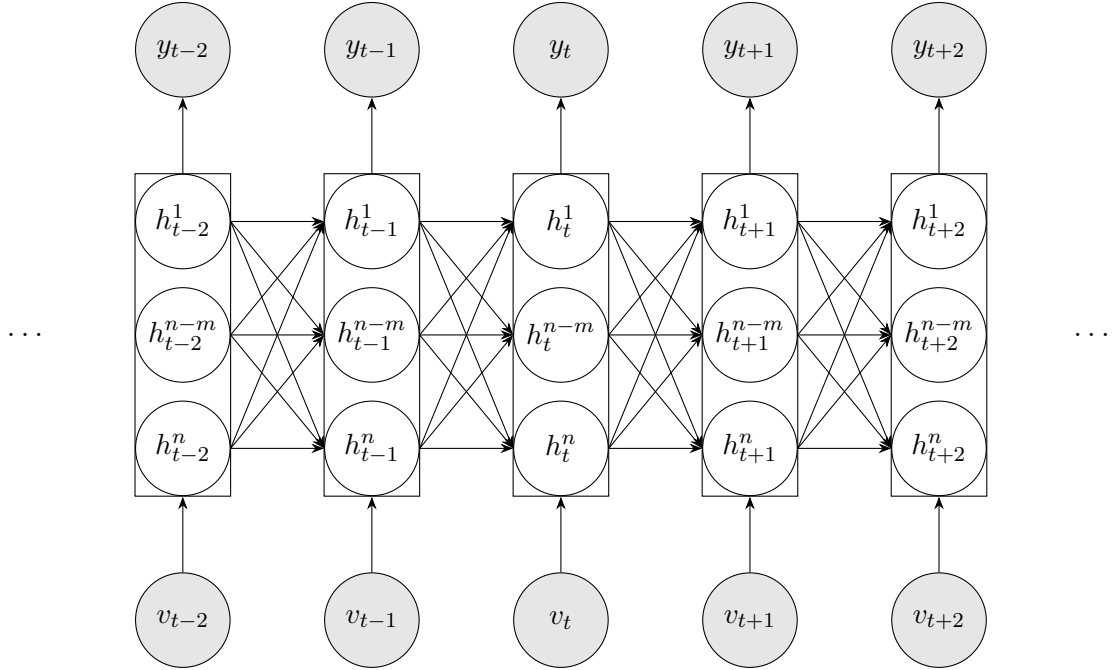 y_{t−2} y_{t−1} y_t y_{t+1} y_{t+2}
h^1_{t−2} h^1_{t−1} h^1_t h^1_{t+1} h^1_{t+2}
· · · h^{n−m}_{t−2} h^{n−m}_{t−1} h^{n−m}_t h^{n−m}_{t+1} h^{n−m}_{t+2} · · ·
h^n_{t−2} h^n_{t−1} h^n_t h^n_{t+1} h^n_{t+2}
v_{t−2} v_{t−1} v_t v_{t+1} v_{t+2}